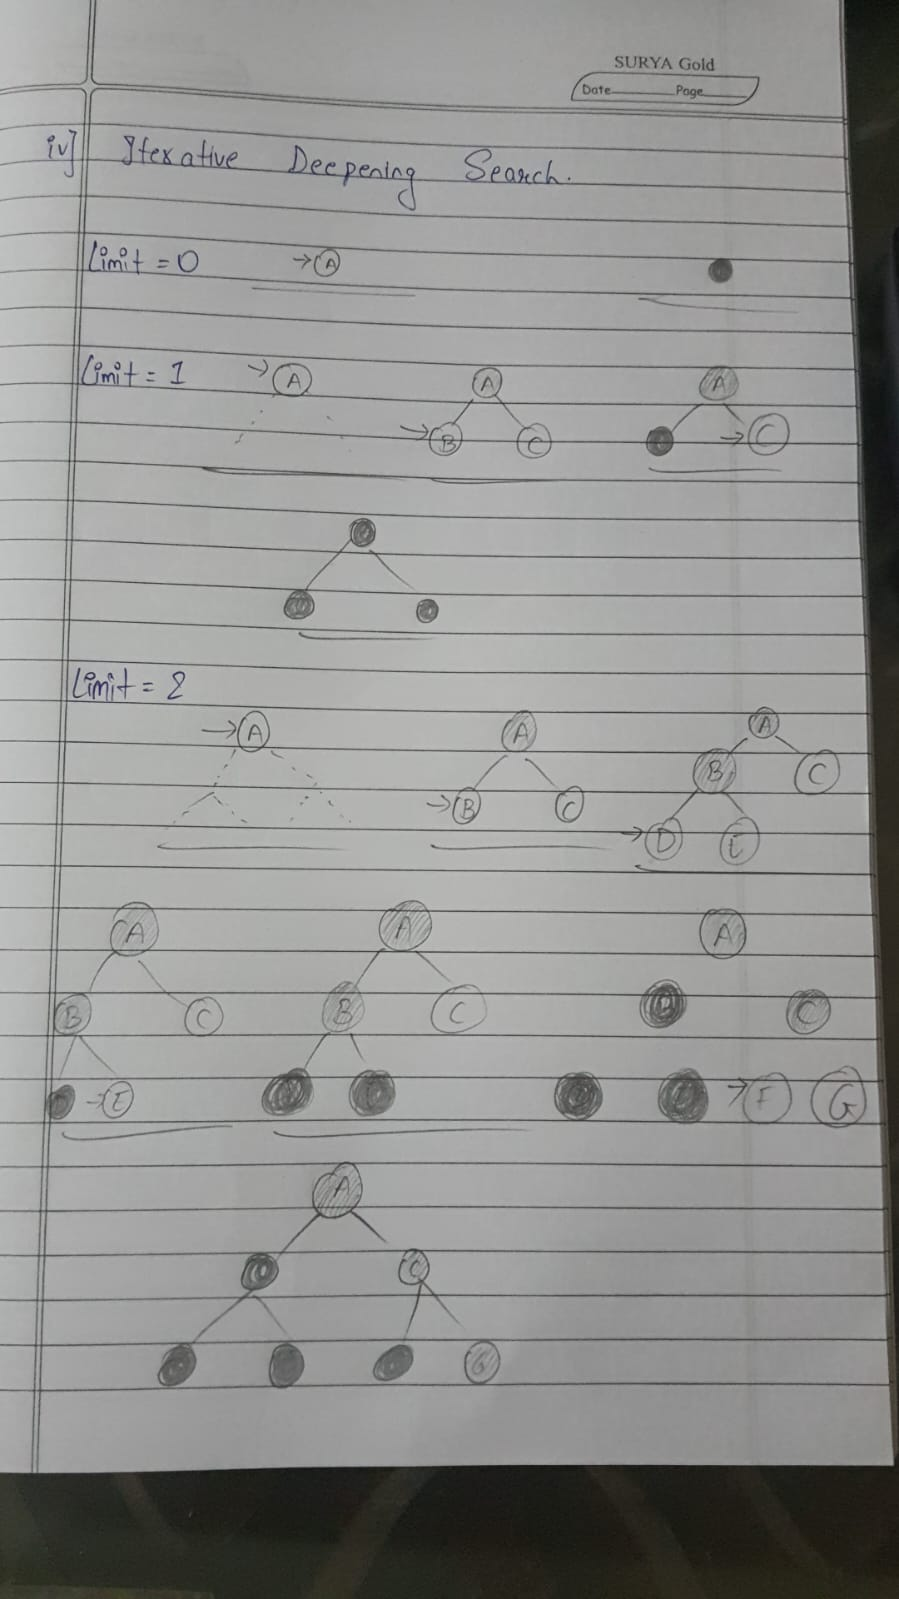 SURYA Gold
Date Page
iv] Iterative Deepening Search.
Limit = 0 → A
Limit = 1 → A A A
→ B C → C
Limit = 2
→ A A A
→ B C B C
→ D E
A A A
B C B C B C
→ E → F G
A
C
G